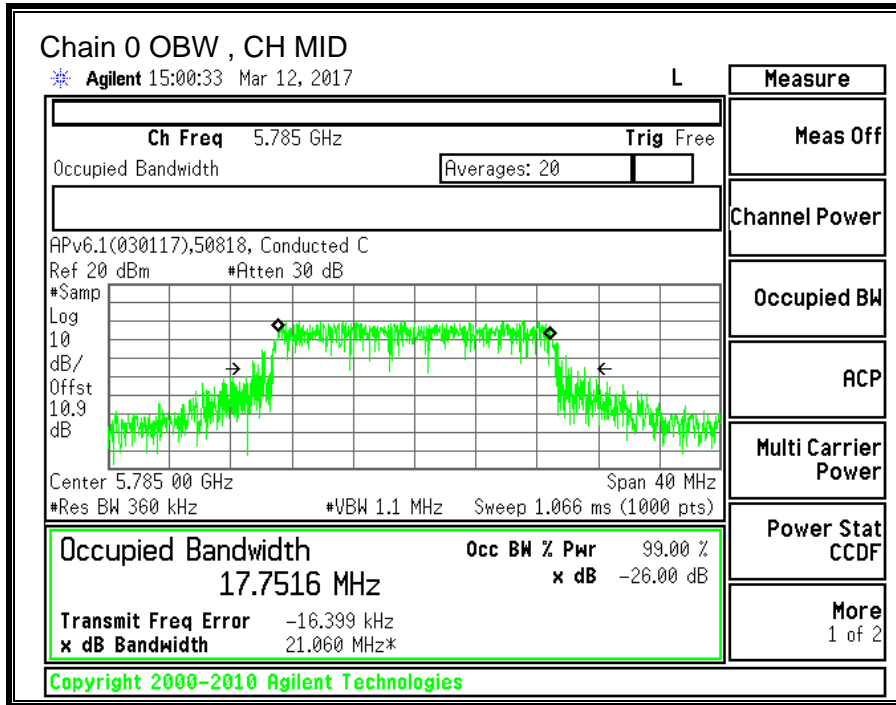 Chain 0 OBW , CH MID
Agilent 15:00:33 Mar 12, 2017 L
Measure
Ch Freq 5.785 GHz Trig Free
Meas Off
Occupied Bandwidth Averages: 20
Channel Power
APv6.1(030117),50818, Conducted C
Ref 20 dBm #Atten 30 dB
#Samp
Log
10
dB/
Offst
10.9
dB
Occupied BW
ACP
Multi Carrier
Power
Center 5.785 00 GHz Span 40 MHz
#Res BW 360 kHz #VBW 1.1 MHz Sweep 1.066 ms (1000 pts)
Power Stat
CCDF
Occupied Bandwidth Occ BW % Pwr 99.00 %
17.7516 MHz x dB -26.00 dB
Transmit Freq Error -16.399 kHz
x dB Bandwidth 21.060 MHz*
More
1 of 2
Copyright 2000-2010 Agilent Technologies